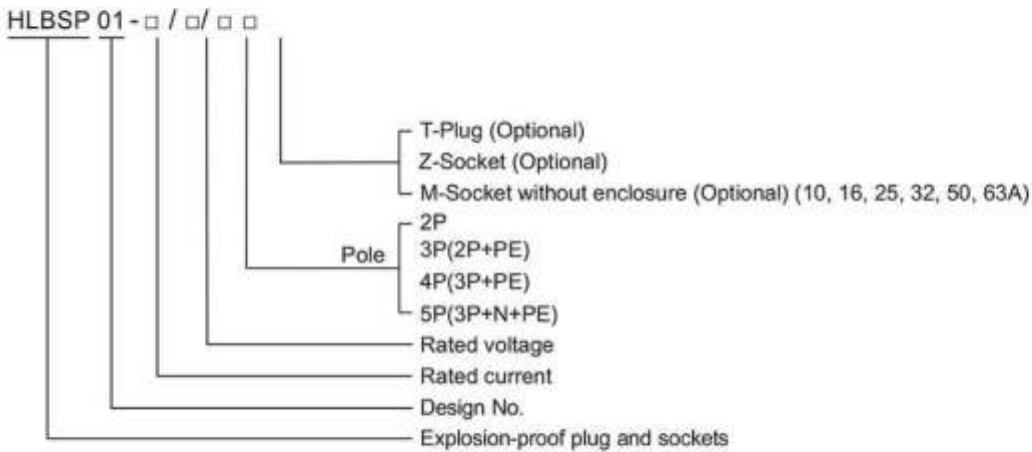 HLBSP 01 - □ / □/ □ □
T-Plug (Optional)
Z-Socket (Optional)
M-Socket without enclosure (Optional) (10, 16, 25, 32, 50, 63A)
2P
Pole
3P(2P+PE)
4P(3P+PE)
5P(3P+N+PE)
Rated voltage
Rated current
Design No.
Explosion-proof plug and sockets